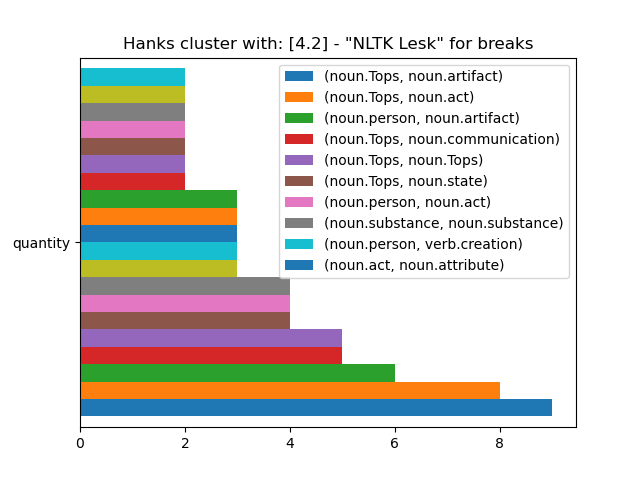 Hanks cluster with: [4.2] - "NLTK Lesk" for breaks
(noun.Tops, noun.artifact)
(noun.Tops, noun.act)
(noun.person, noun.artifact)
(noun.Tops, noun.communication)
(noun.Tops, noun.Tops)
(noun.Tops, noun.state)
(noun.person, noun.act)
(noun.substance, noun.substance)
(noun.person, verb.creation)
(noun.act, noun.attribute)
quantity
0 2 4 6 8